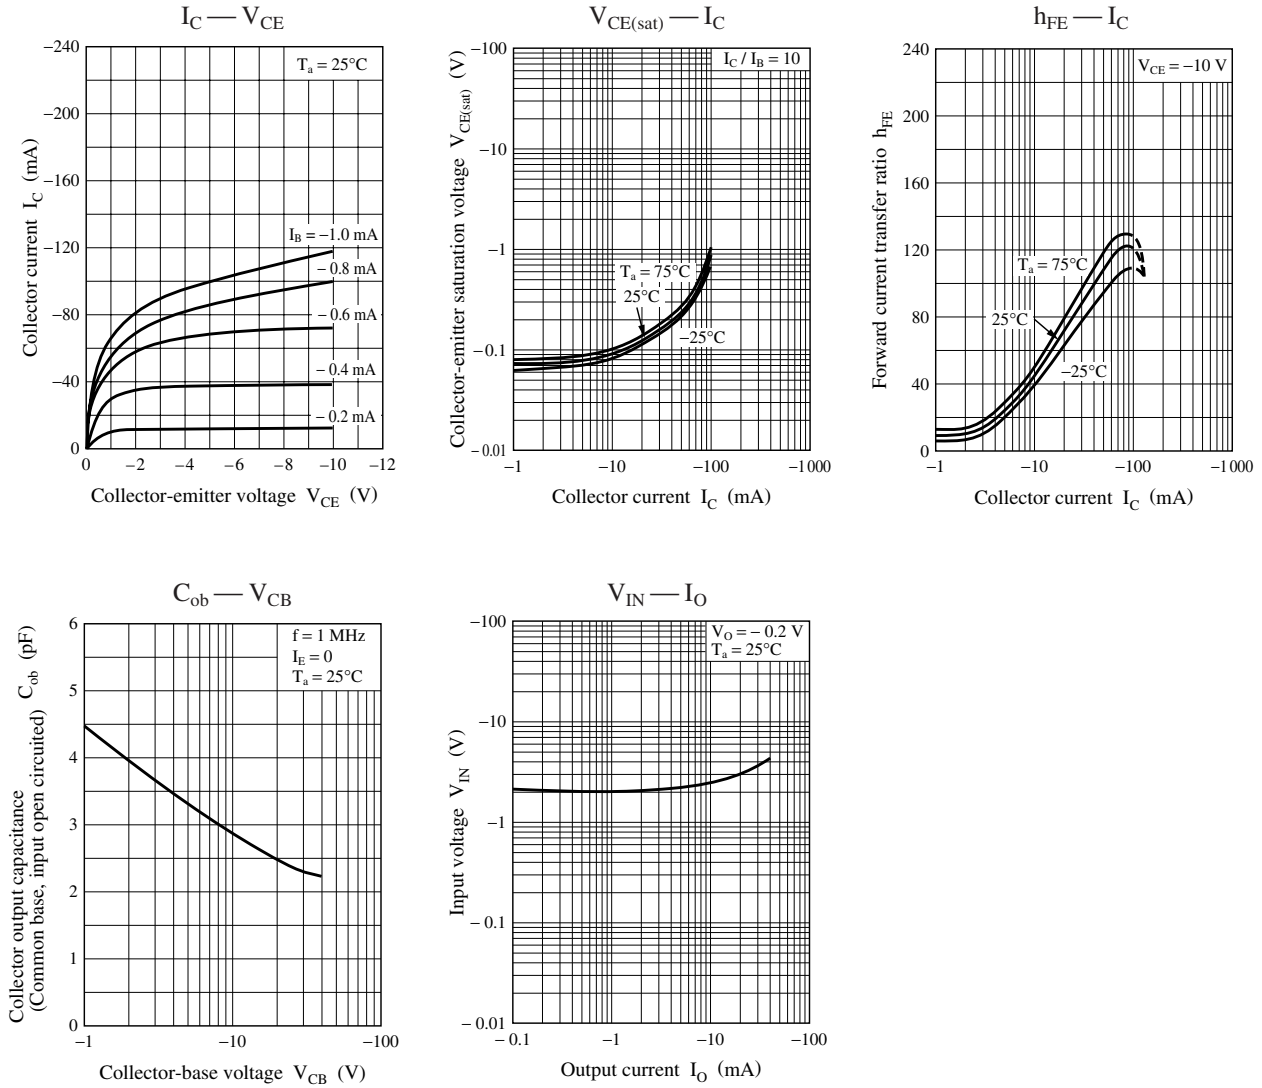 I_C — V_CE
−240
−200
−160
−120
−80
−40
0
T_a = 25°C
I_B = −1.0 mA
− 0.8 mA
− 0.6 mA
− 0.4 mA
− 0.2 mA
0 −2 −4 −6 −8 −10 −12
Collector-emitter voltage V_CE (V)
Collector current I_C (mA)
V_CE(sat) — I_C
−100
−10
−1
− 0.1
− 0.01
I_C / I_B = 10
T_a = 75°C
25°C
−25°C
−1 −10 −100 −1000
Collector current I_C (mA)
Collector-emitter saturation voltage V_CE(sat) (V)
h_FE — I_C
240
200
160
120
80
40
0
V_CE = −10 V
T_a = 75°C
25°C
−25°C
−1 −10 −100 −1000
Collector current I_C (mA)
Forward current transfer ratio h_FE
C_ob — V_CB
6
5
4
3
2
1
0
f = 1 MHz
I_E = 0
T_a = 25°C
−1 −10 −100
Collector-base voltage V_CB (V)
Collector output capacitance
(Common base, input open circuited) C_ob (pF)
V_IN — I_O
−100
−10
−1
− 0.1
− 0.01
V_O = − 0.2 V
T_a = 25°C
− 0.1 −1 −10 −100
Output current I_O (mA)
Input voltage V_IN (V)